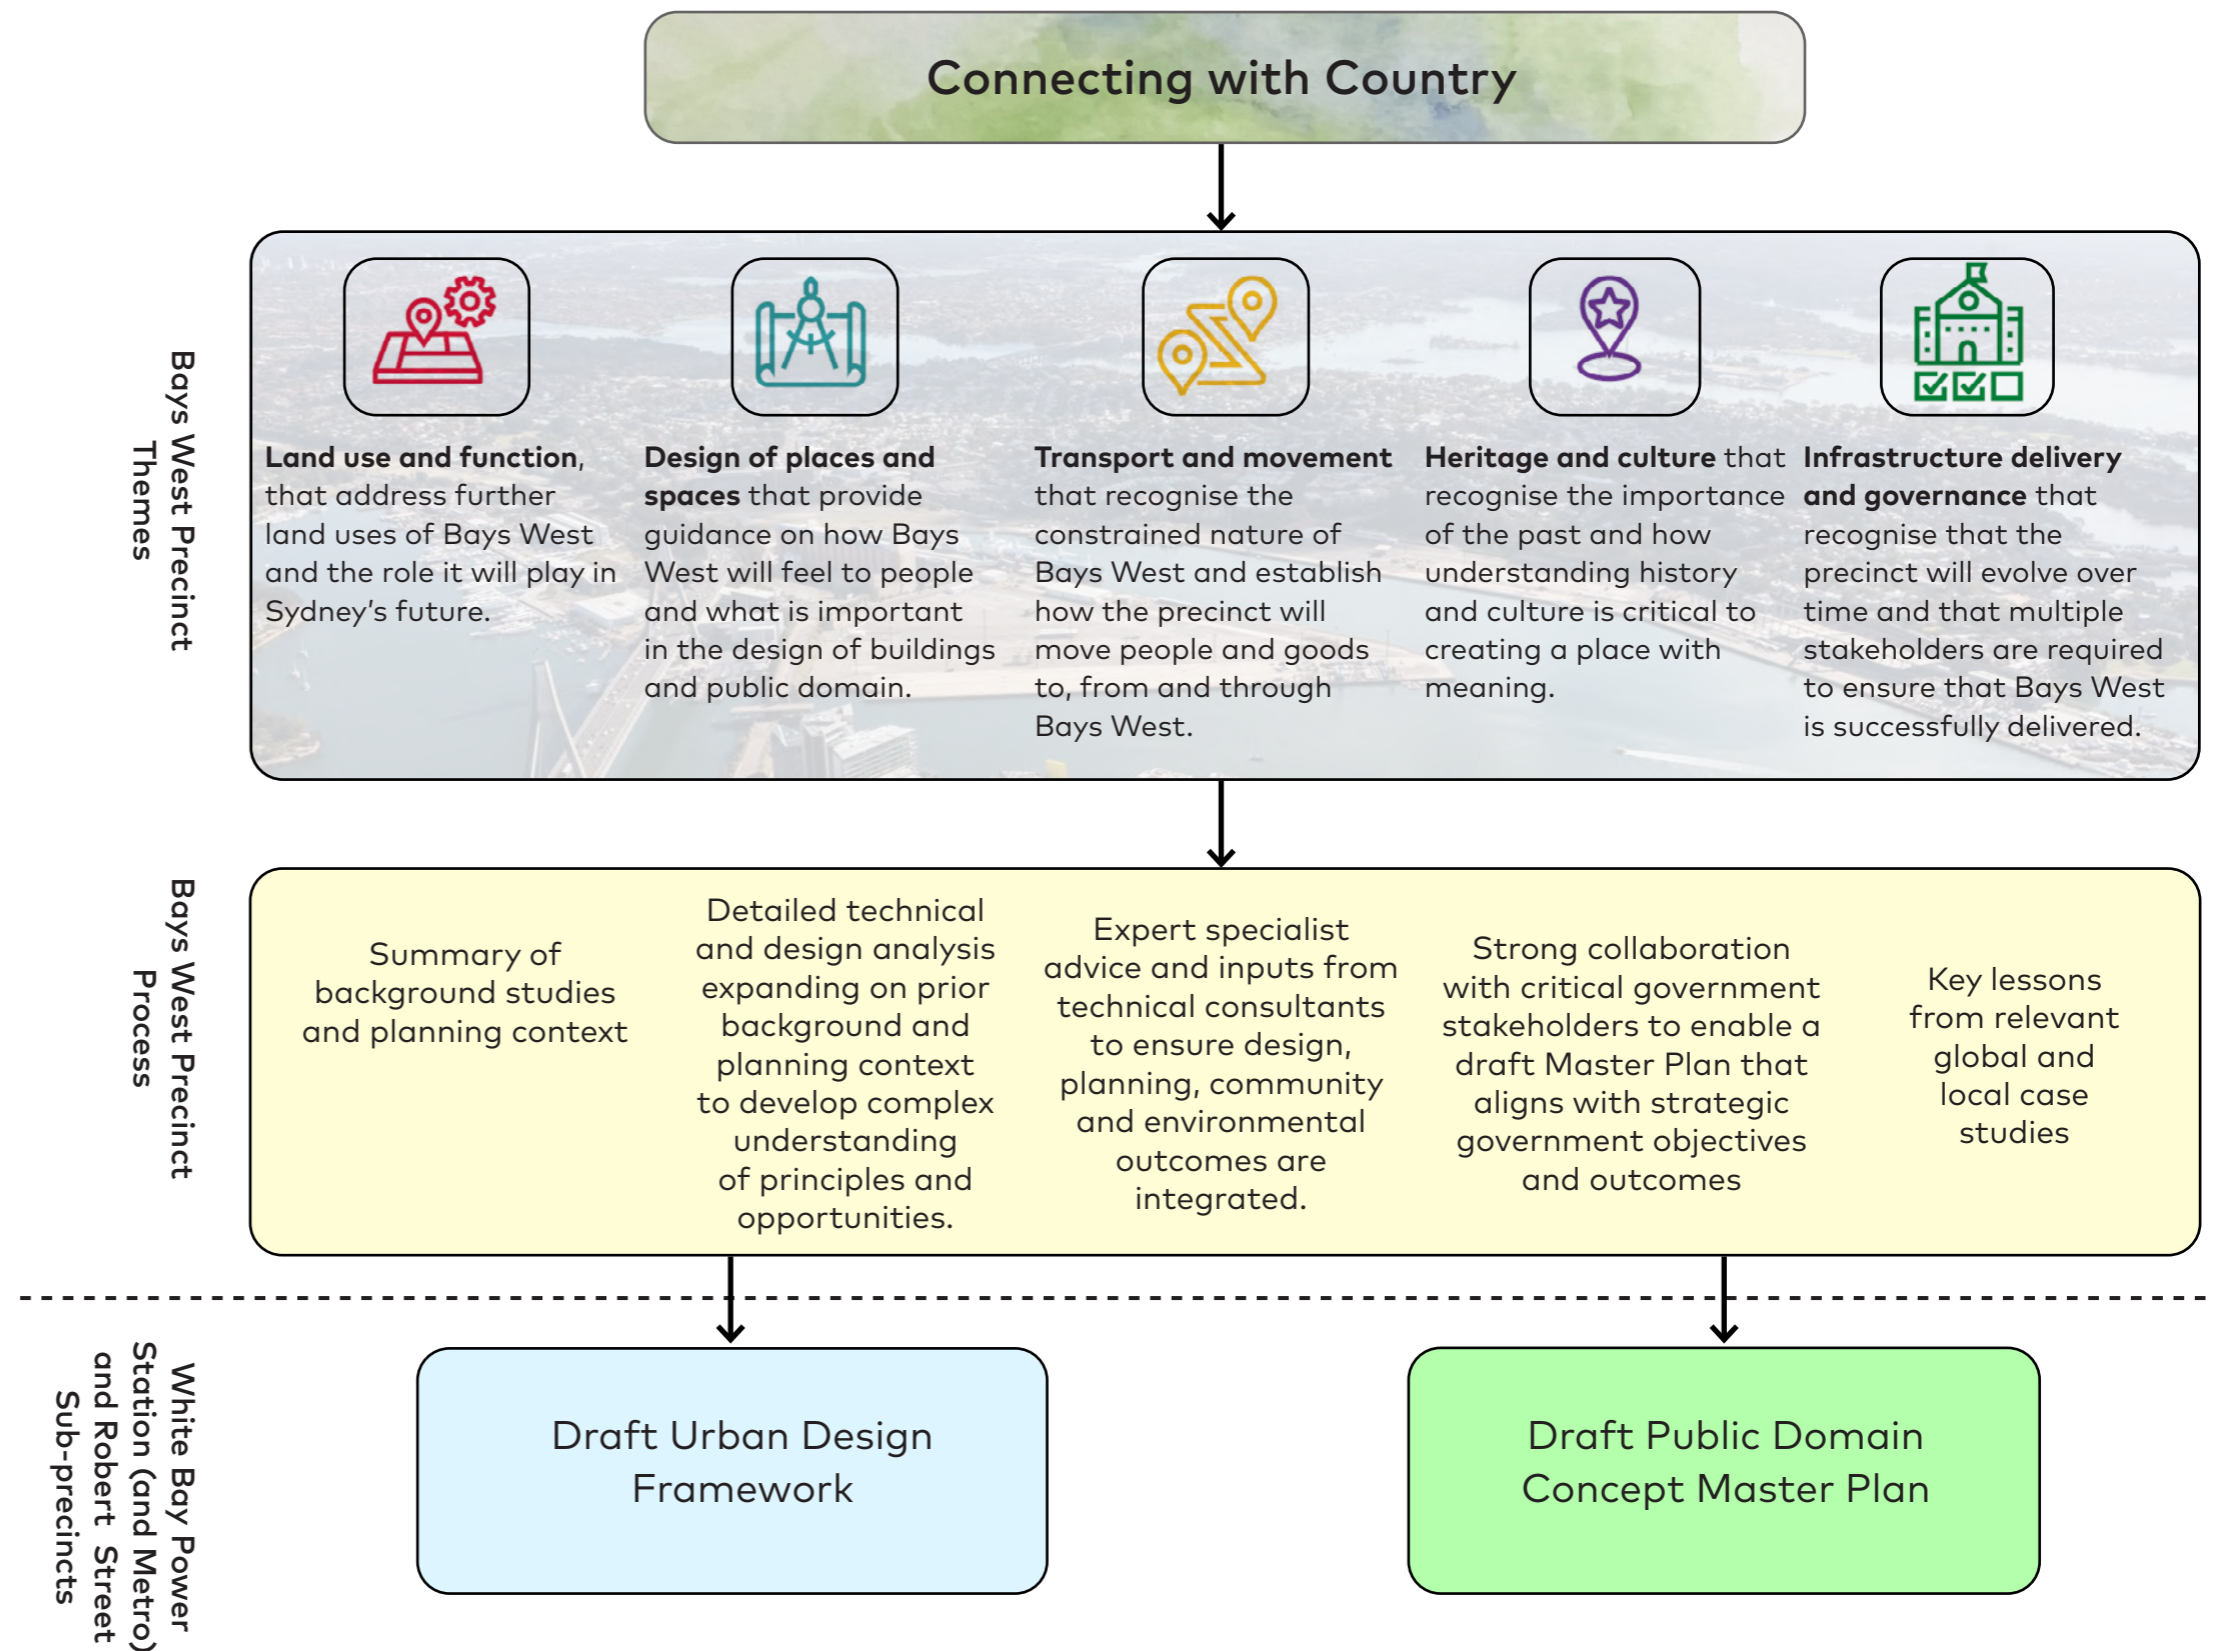 Connecting with Country
Bays West Precinct
Themes
Land use and function,
that address further
land uses of Bays West
and the role it will play in
Sydney’s future.
Design of places and
spaces that provide
guidance on how Bays
West will feel to people
and what is important
in the design of buildings
and public domain.
Transport and movement
that recognise the
constrained nature of
Bays West and establish
how the precinct will
move people and goods
to, from and through
Bays West.
Heritage and culture that
recognise the importance
of the past and how
understanding history
and culture is critical to
creating a place with
meaning.
Infrastructure delivery
and governance that
recognise that the
precinct will evolve over
time and that multiple
stakeholders are required
to ensure that Bays West
is successfully delivered.
Bays West Precinct
Process
Summary of
background studies
and planning context
Detailed technical
and design analysis
expanding on prior
background and
planning context
to develop complex
understanding
of principles and
opportunities.
Expert specialist
advice and inputs from
technical consultants
to ensure design,
planning, community
and environmental
outcomes are
integrated.
Strong collaboration
with critical government
stakeholders to enable a
draft Master Plan that
aligns with strategic
government objectives
and outcomes
Key lessons
from relevant
global and
local case
studies
White Bay Power
Station (and Metro)
and Robert Street
Sub-precincts
Draft Urban Design
Framework
Draft Public Domain
Concept Master Plan